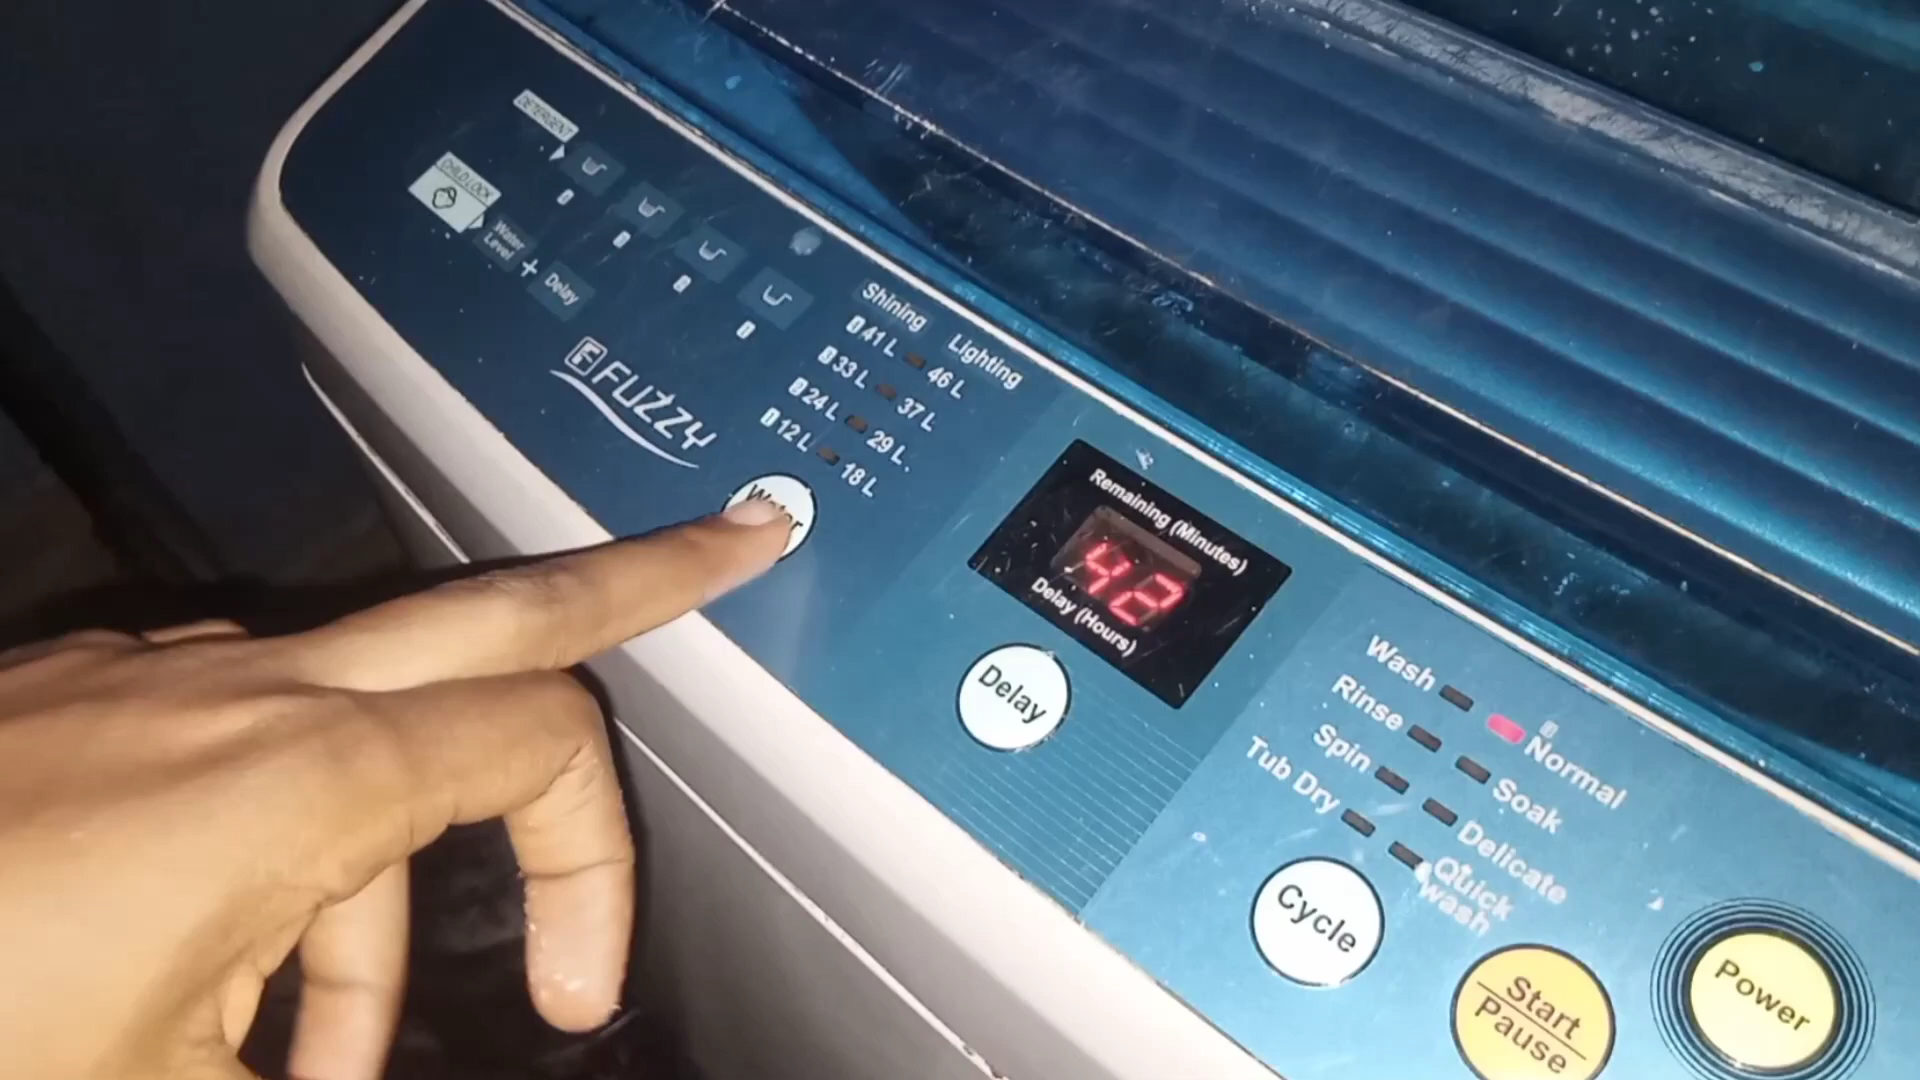 DETERGENT
CHILD LOCK
Water
Level
+
Delay
FUZZY
Shining
Lighting
41 L
46 L
33 L
37 L
24 L
29 L
12 L
18 L
Water
Remaining (Minutes)
42
Delay (Hours)
Delay
Wash
Normal
Rinse
Soak
Spin
Delicate
Tub Dry
Quick
wash
Cycle
Start
Pause
Power